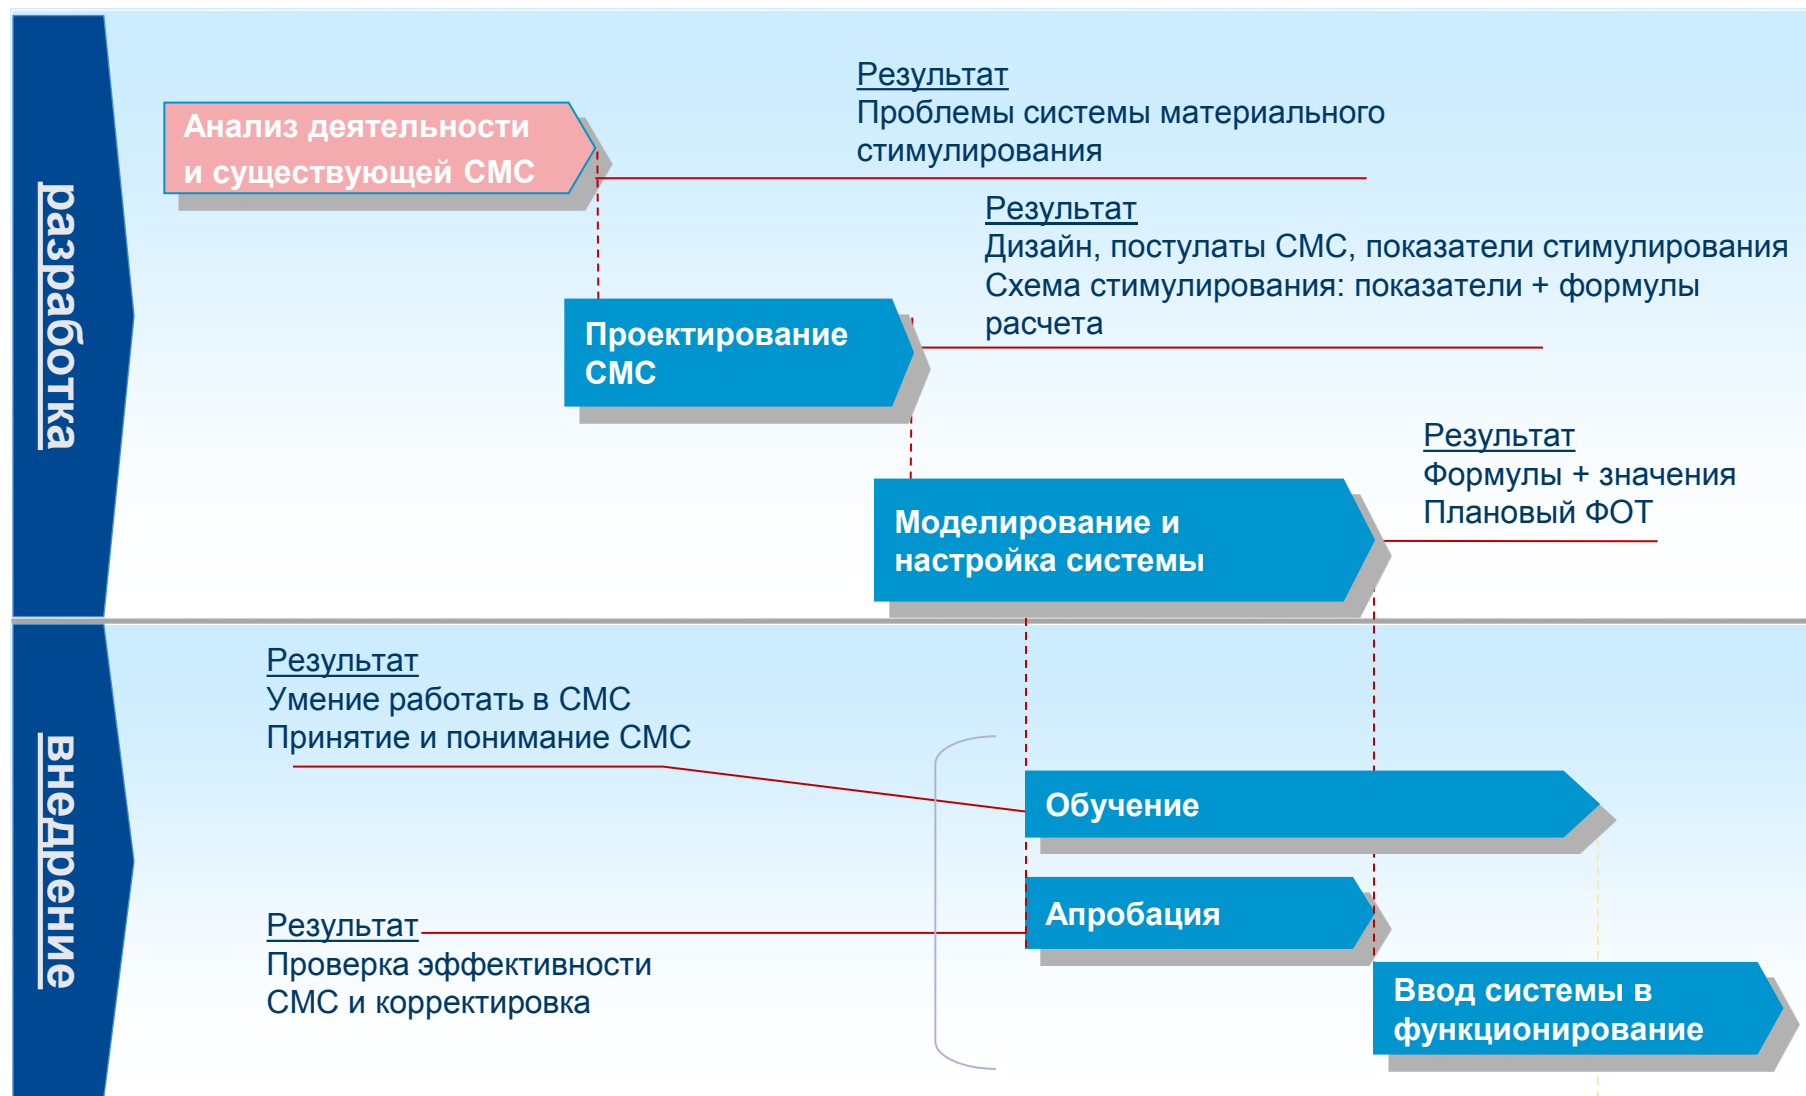 разработка
Анализ деятельности
и существующей СМС
Результат
Проблемы системы материального
стимулирования
Результат
Дизайн, постулаты СМС, показатели стимулирования
Схема стимулирования: показатели + формулы
расчета
Проектирование
СМС
Результат
Формулы + значения
Плановый ФОТ
Моделирование и
настройка системы
внедрение
Результат
Умение работать в СМС
Принятие и понимание СМС
Обучение
Апробация
Результат
Проверка эффективности
СМС и корректировка
Ввод системы в
функционирование